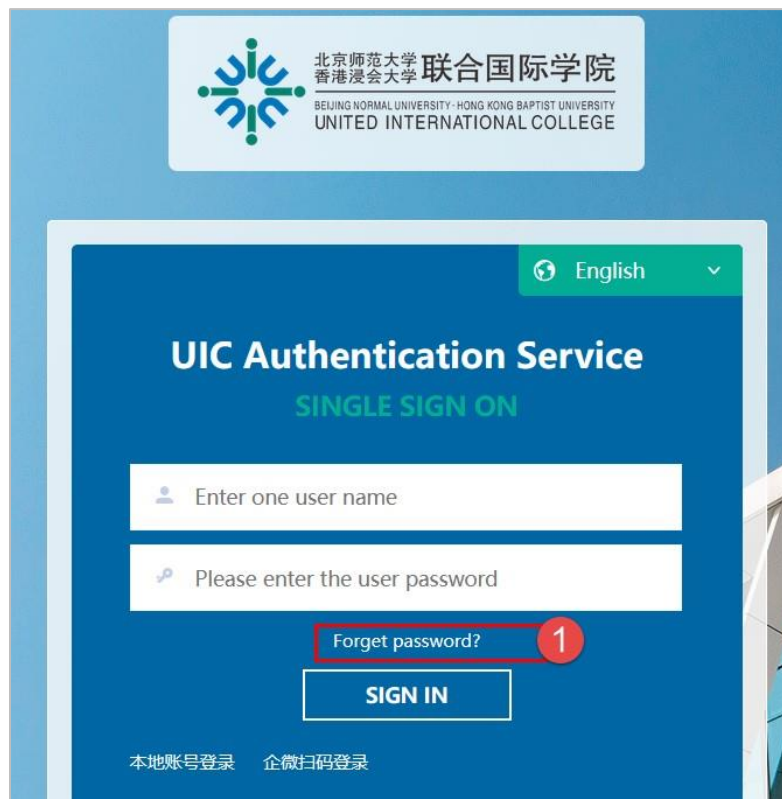 北京师范大学
香港浸会大学 联合国际学院
BEIJING NORMAL UNIVERSITY·HONG KONG BAPTIST UNIVERSITY
UNITED INTERNATIONAL COLLEGE
English
UIC Authentication Service
SINGLE SIGN ON
Enter one user name
Please enter the user password
Forget password? 1
SIGN IN
本地账号登录 企微扫码登录